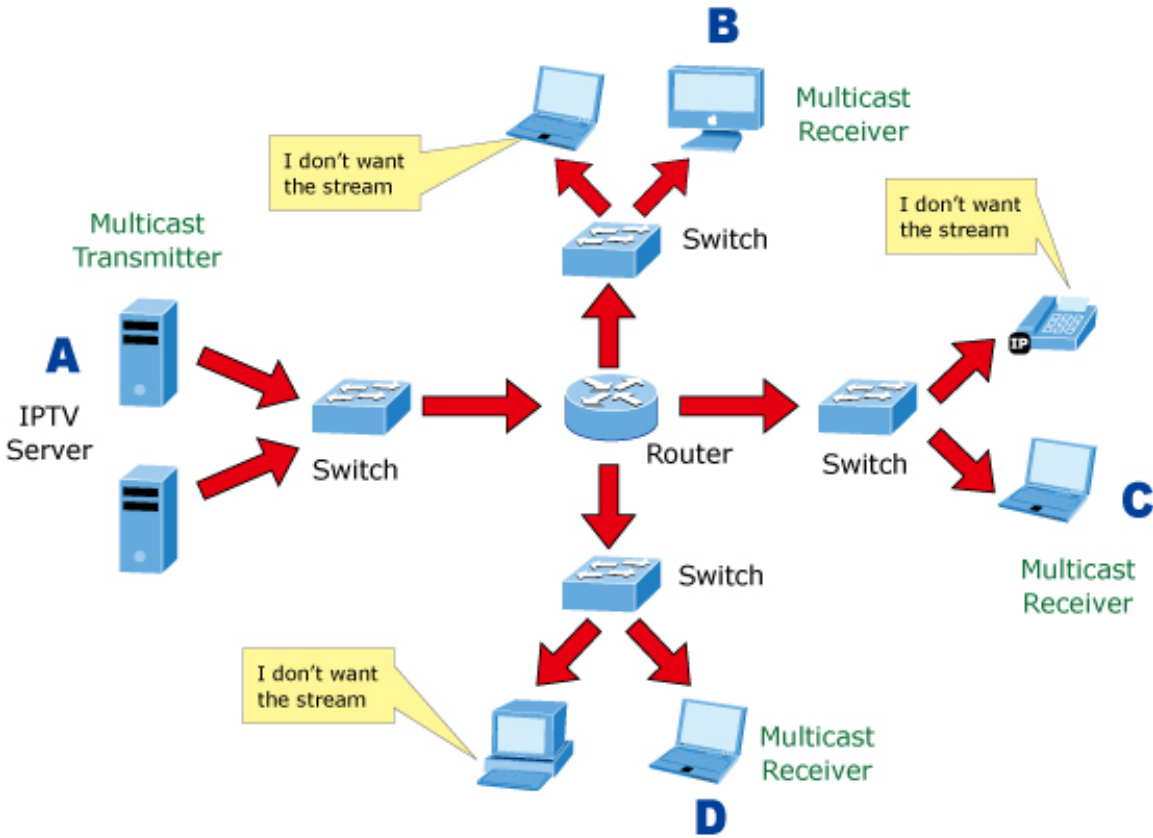 B
Multicast
Receiver
I don't want
the stream
I don't want
the stream
Switch
Multicast
Transmitter
A
IPTV
Server
IP
Switch
Router
Switch
C
Multicast
Receiver
Switch
I don't want
the stream
Multicast
Receiver
D